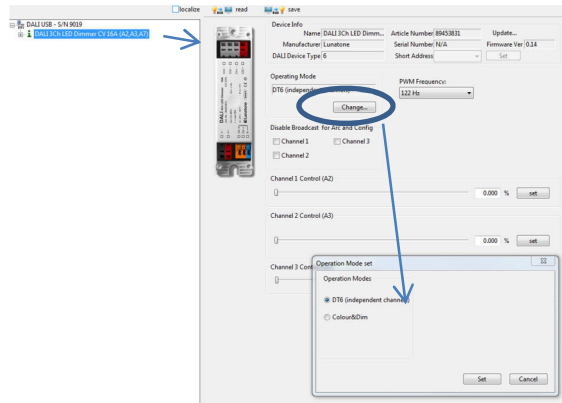 localize read save
DALI USB - S/N 9019
DALI 3Ch LED Dimmer CV 16A (A2,A3,A7)
Device Info
Name DALI 3Ch LED Dimm... Article Number 89453831 Update...
Manufacturer Lunatone Serial Number N/A Firmware Ver 0.14
DALI Device Type 6 Short Address Set
Operating Mode
PWM Frequency:
DT6 (independent 122 Hz
Change...
Disable Broadcast for Arc and Config
Channel 1 Channel 3
Channel 2
Channel 1 Control (A2)
0.000 % set
Channel 2 Control (A3)
0.000 % set
Channel 3 Cont
Operation Mode set
Operation Modes
DT6 (independent channels)
Colour&Dim
Set Cancel
DALI
Lunatone